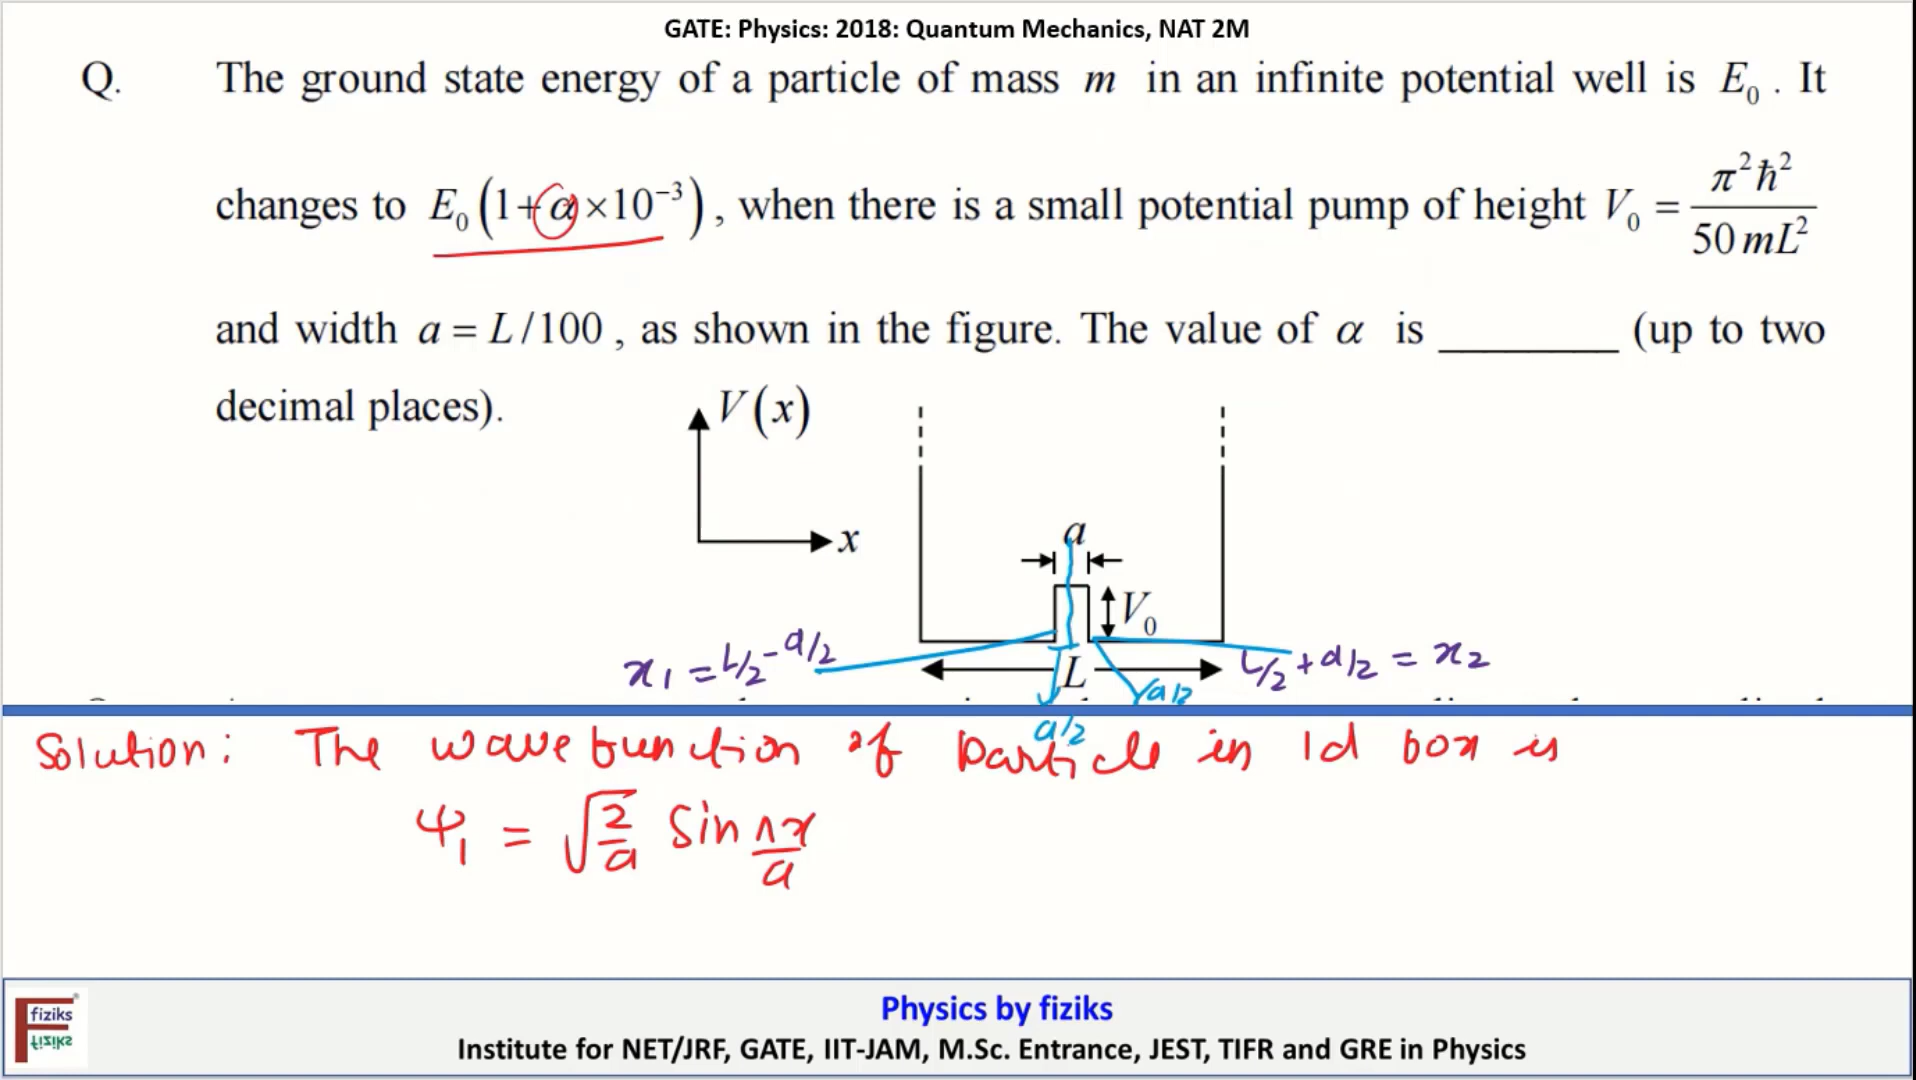 GATE: Physics: 2018: Quantum Mechanics, NAT 2M
Q. The ground state energy of a particle of mass m in an infinite potential well is E₀. It
changes to E₀(1+α×10⁻³), when there is a small potential pump of height V₀ = π²ħ²/50mL²
and width a = L/100, as shown in the figure. The value of α is ________ (up to two
decimal places).
V(x)
x
a
V₀
x₁ = L/2 - a/2
L
L/2 + a/2 = x₂
a/2
a/2
Solution: The wave function of particle in 1d box is
ψ₁ = √(2/a) sin πx/a
fiziks
Physics by fiziks
Institute for NET/JRF, GATE, IIT-JAM, M.Sc. Entrance, JEST, TIFR and GRE in Physics